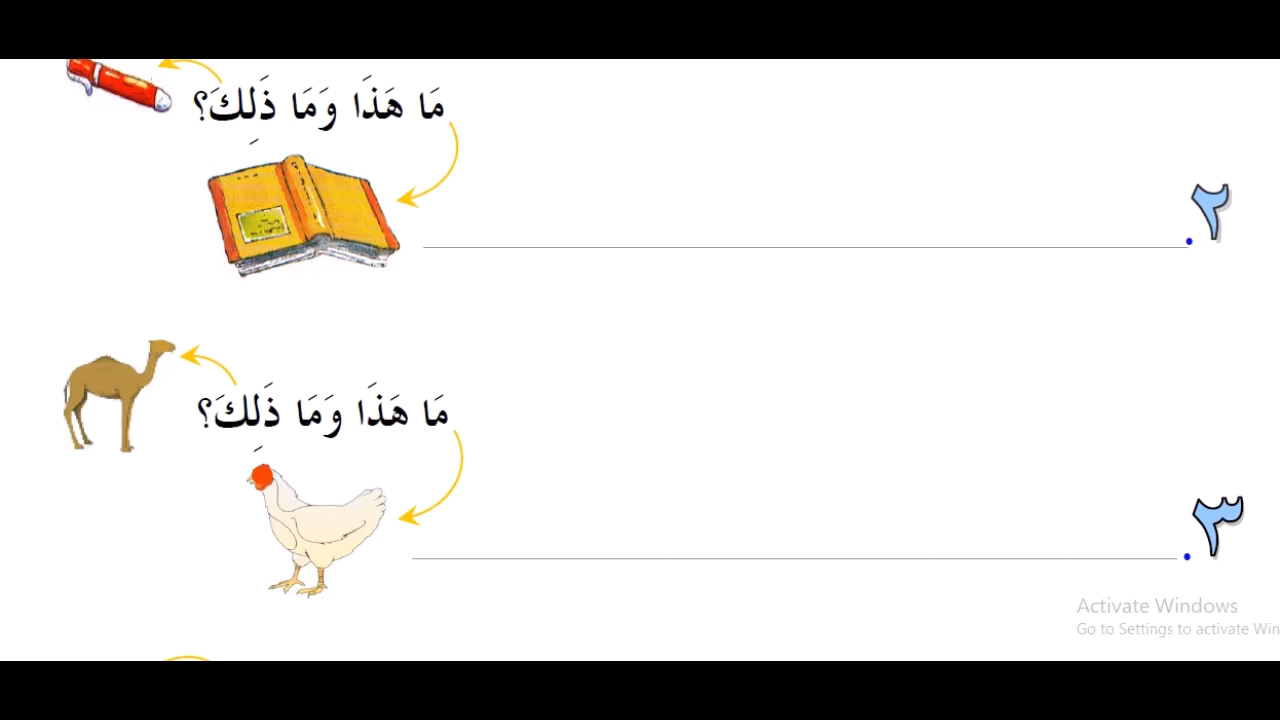 مَا هَذَا وَمَا ذَلِكَ؟
٢.
مَا هَذَا وَمَا ذَلِكَ؟
٣.
Activate Windows
Go to Settings to activate Win